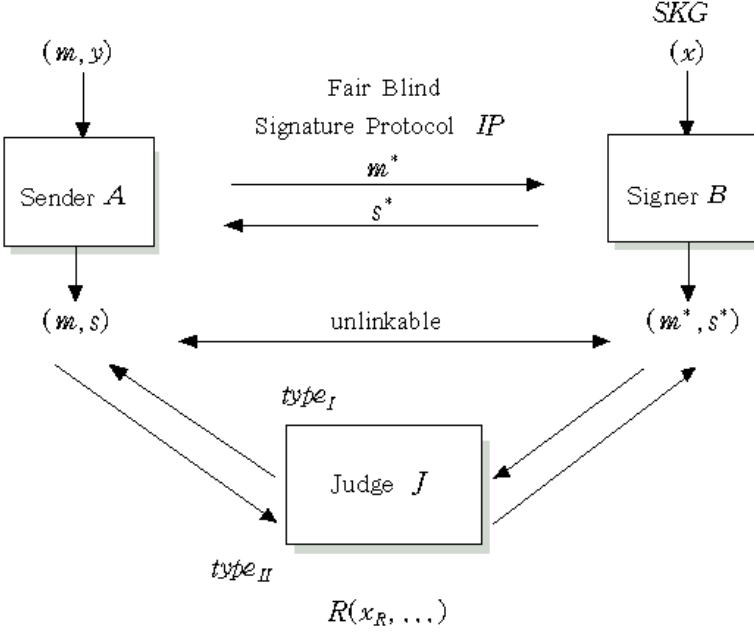 SKG
(m, y)
(x)
Fair Blind
Signature Protocol IP
m*
Sender A
Signer B
s*
(m, s)
unlinkable
(m*, s*)
type_I
Judge J
type_II
R(x_R, ...)